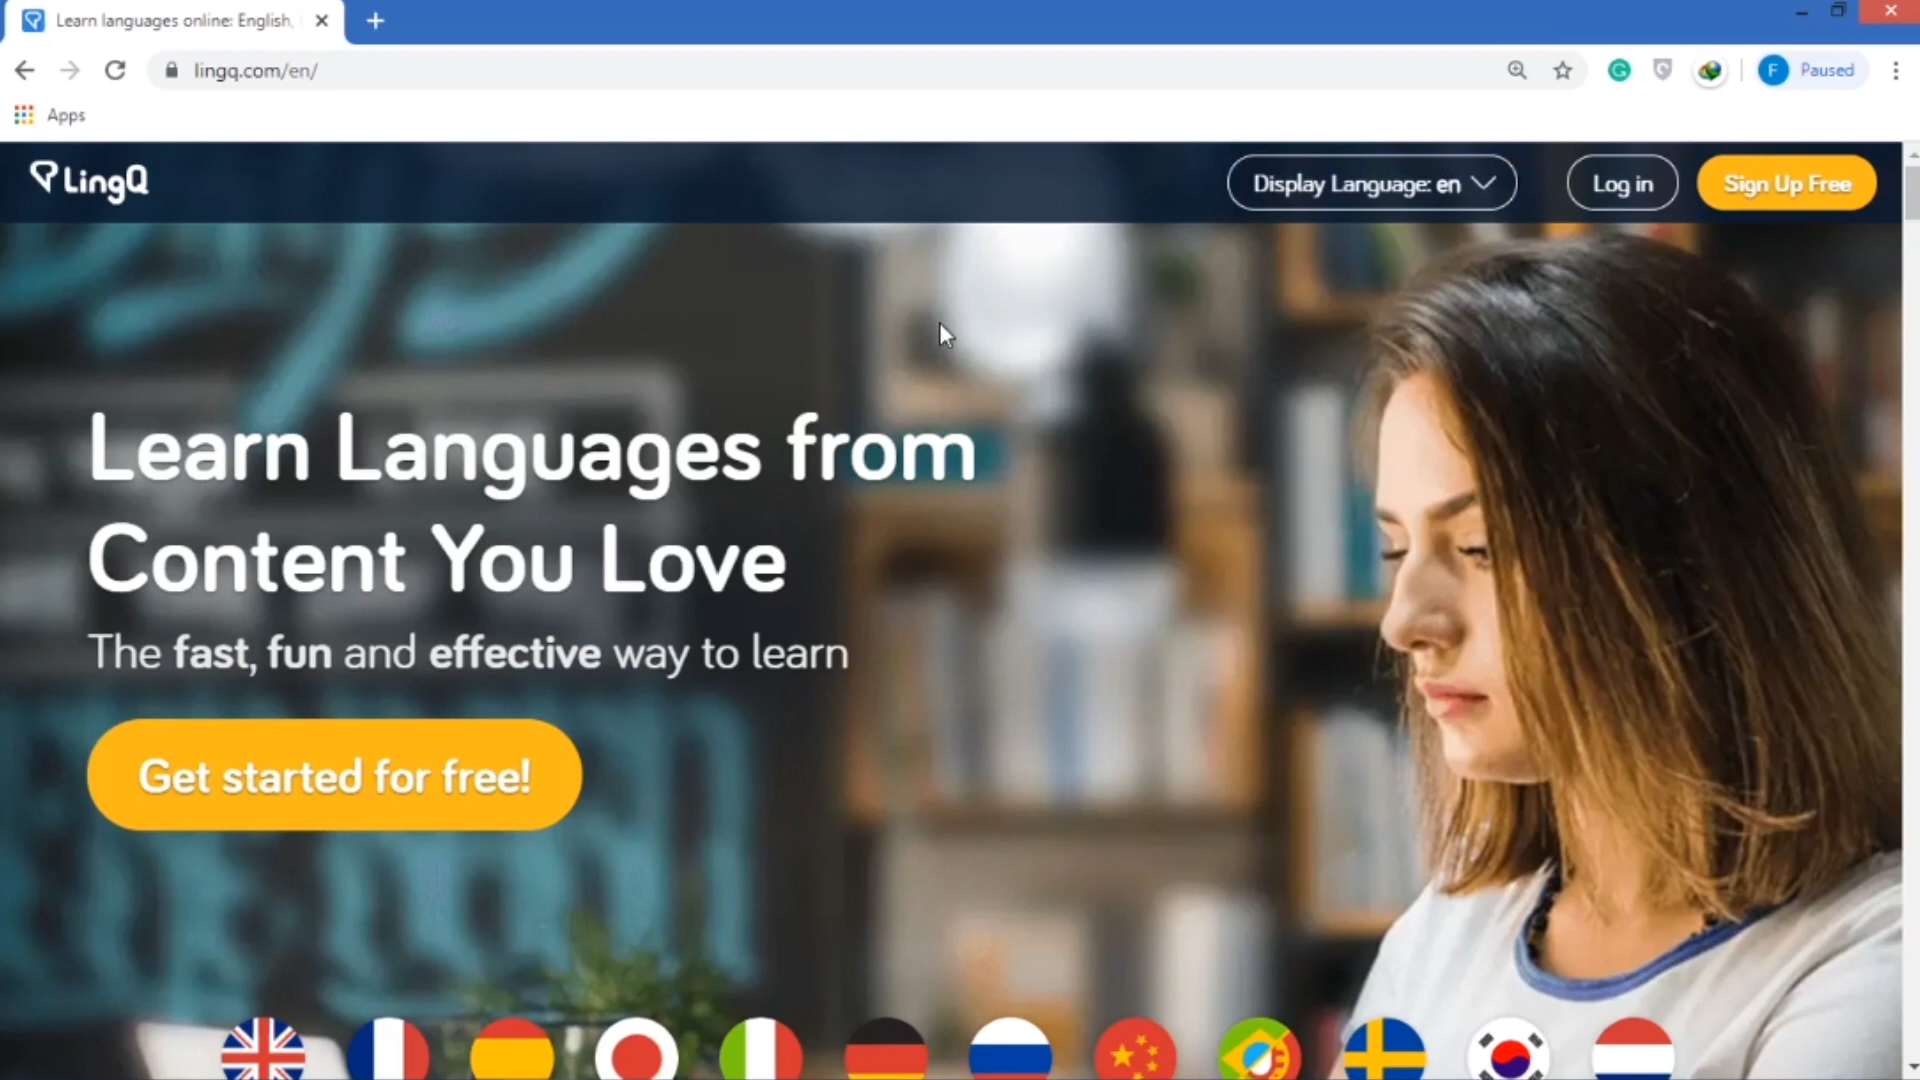 Learn languages online: English,
lingq.com/en/
F
Paused
Apps
LingQ
Display Language: en
Log in
Sign Up Free
Learn Languages from
Content You Love
The fast, fun and effective way to learn
Get started for free!